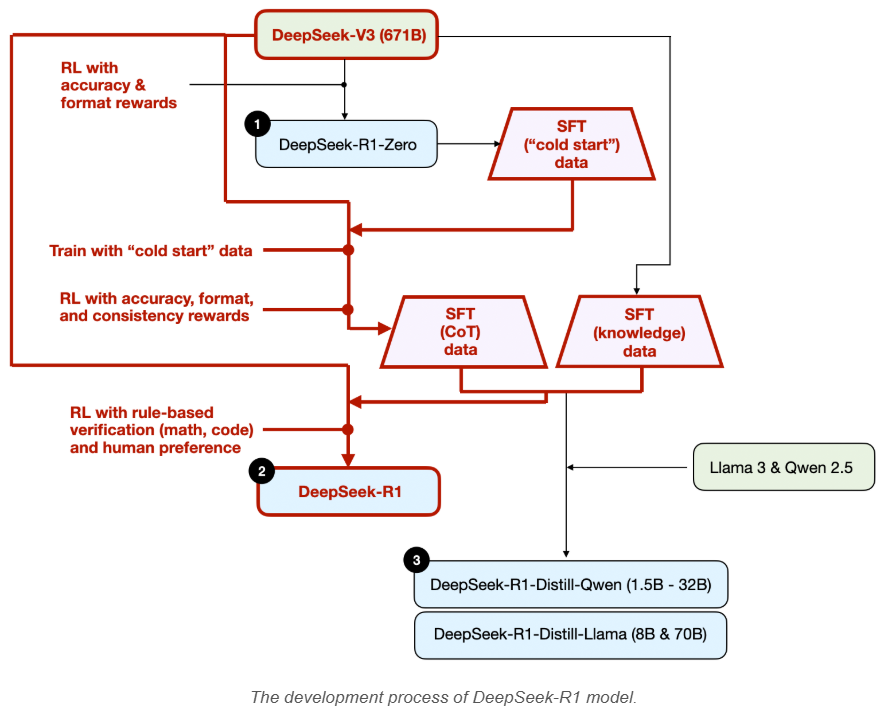 DeepSeek-V3 (671B)
RL with
accuracy &
format rewards
1
DeepSeek-R1-Zero
SFT
(“cold start”)
data
Train with “cold start” data
RL with accuracy, format,
and consistency rewards
SFT
(CoT)
data
SFT
(knowledge)
data
RL with rule-based
verification (math, code)
and human preference
2
DeepSeek-R1
Llama 3 & Qwen 2.5
3
DeepSeek-R1-Distill-Qwen (1.5B - 32B)
DeepSeek-R1-Distill-Llama (8B & 70B)
The development process of DeepSeek-R1 model.